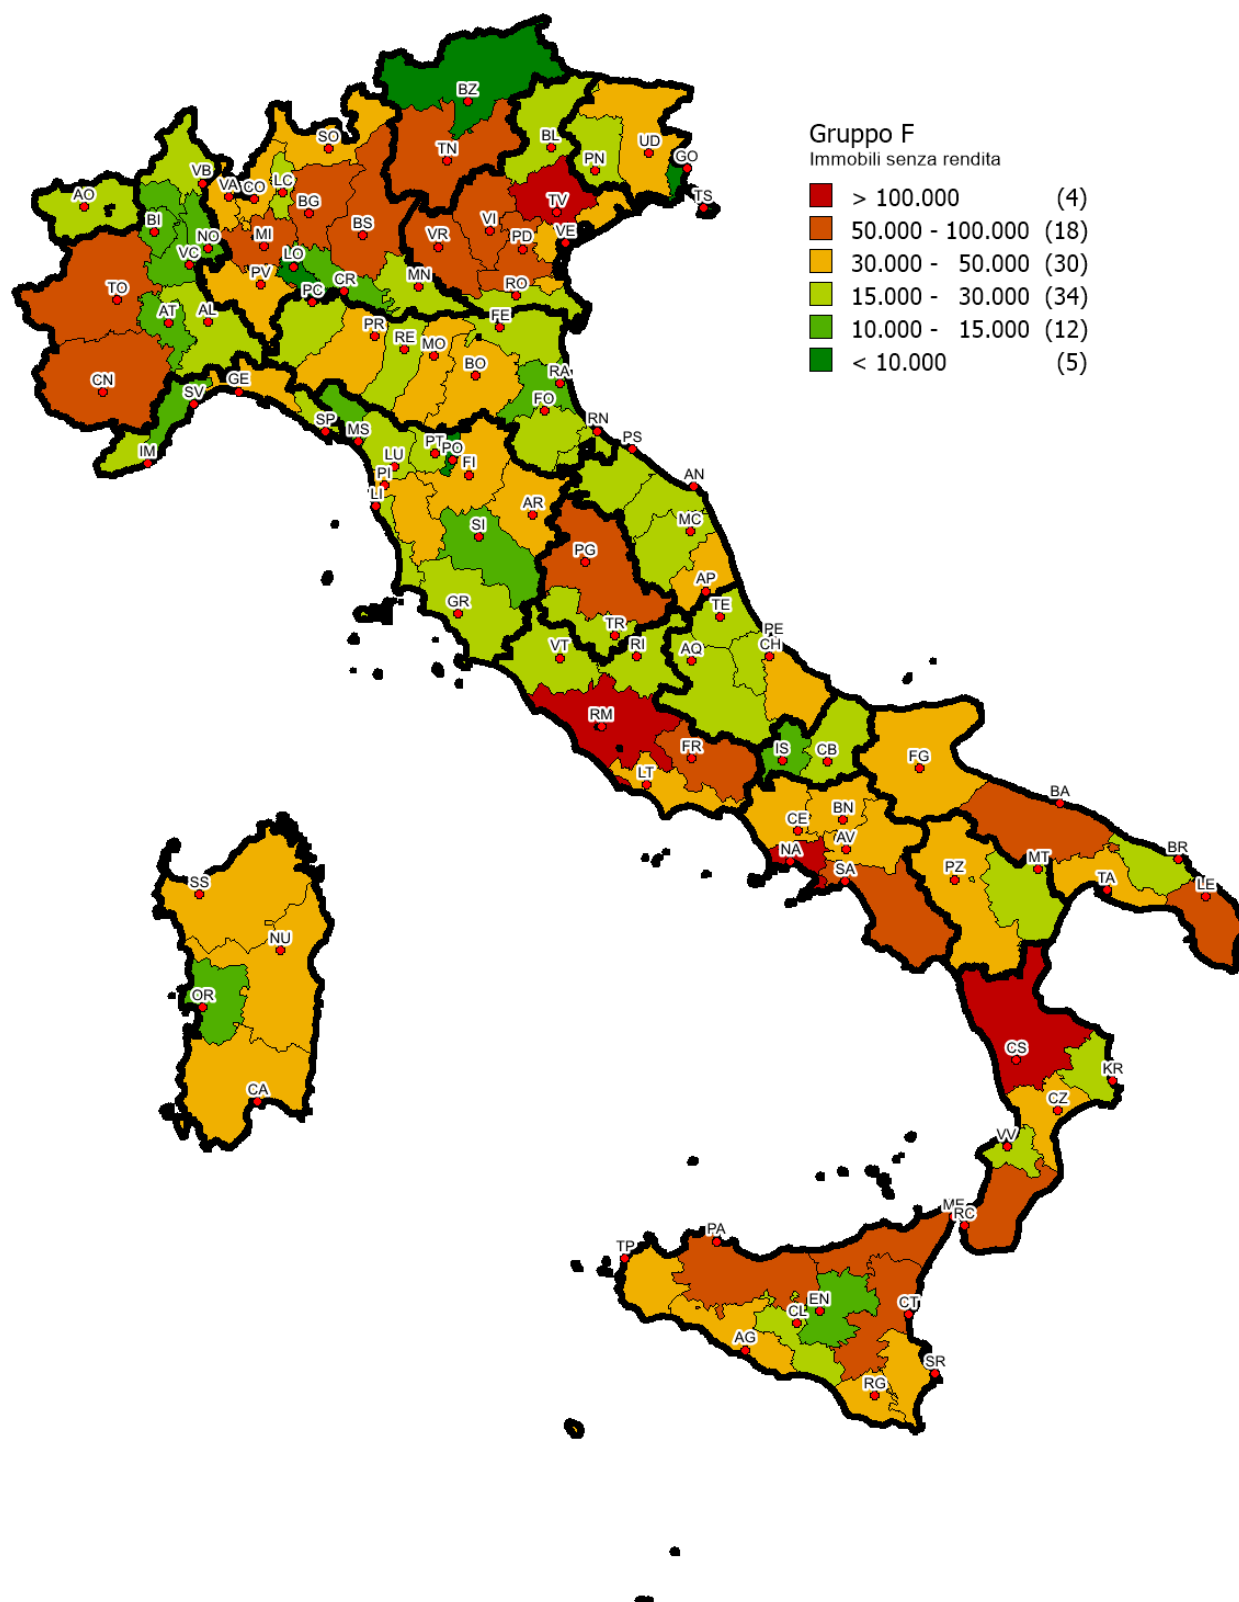 Gruppo F
Immobili senza rendita
> 100.000 (4)
50.000 - 100.000 (18)
30.000 - 50.000 (30)
15.000 - 30.000 (34)
10.000 - 15.000 (12)
< 10.000 (5)
BZ
SO
TN
BL
UD
PN
GO
VB
VA
CO
LC
AO
BG
TS
BI
TV
BS
VI
MI
VR
PD
VE
NO
VC
LO
PV
CR
MN
TO
PC
RO
AT
AL
FE
PR
RE
MO
BO
CN
GE
RA
SV
FO
SP
MS
RN
PS
IM
PT
PO
LU
FI
PI
AN
LI
AR
SI
MC
PG
AP
GR
TE
TR
PE
VT
RI
AQ
CH
RM
FR
IS
CB
FG
LT
BA
BN
CE
AV
NA
BR
MT
SA
PZ
TA
LE
SS
NU
OR
CS
KR
CA
CZ
VV
ME
RC
PA
TP
EN
CT
CL
AG
SR
RG